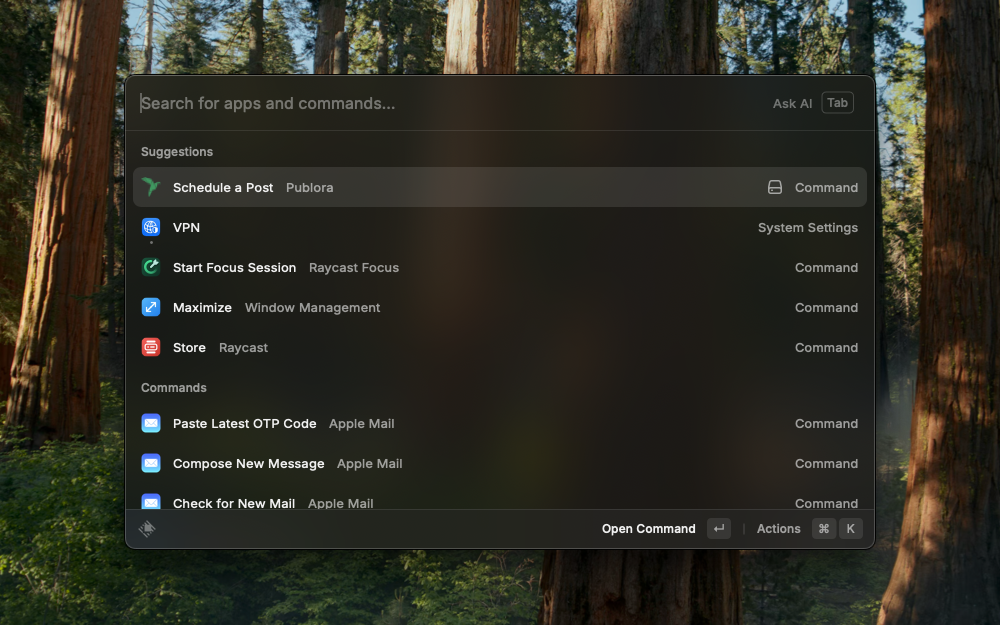 Search for apps and commands... Ask AI Tab
Suggestions
Schedule a Post Publora Command
VPN System Settings
Start Focus Session Raycast Focus Command
Maximize Window Management Command
Store Raycast Command
Commands
Paste Latest OTP Code Apple Mail Command
Compose New Message Apple Mail Command
Check for New Mail Apple Mail Command
Open Command ↵ Actions ⌘ K